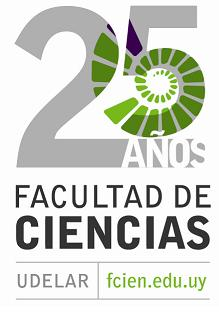 25
AÑOS
FACULTAD DE
CIENCIAS
UDELAR | fcien.edu.uy